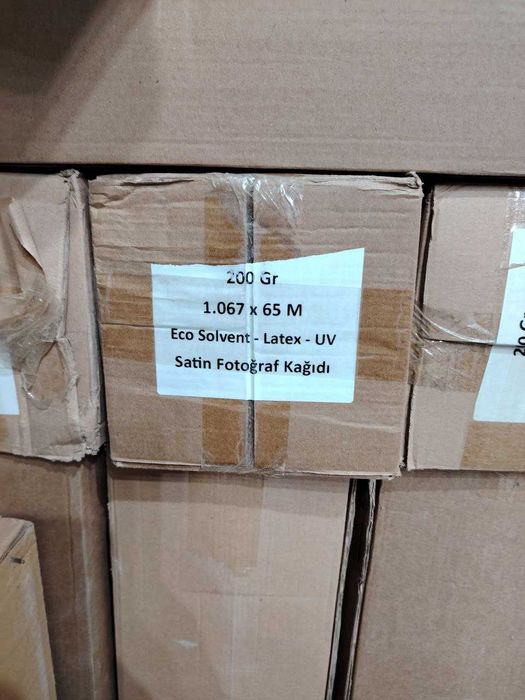 200 Gr
1.067 x 65 M
Eco Solvent - Latex - UV
Satin Fotoğraf Kağıdı